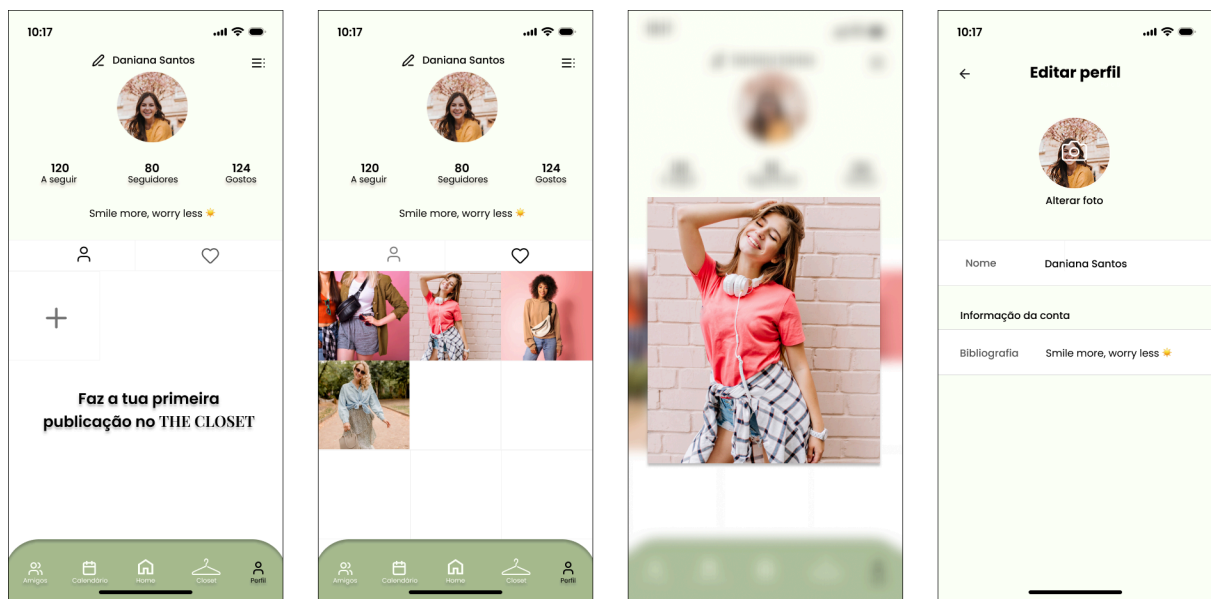 10:17
Daniana Santos
120 80 124
A seguir Seguidores Gostos
Smile more, worry less ☀️
Faz a tua primeira
publicação no THE CLOSET
Amigos Calendário Home Closet Perfil
10:17
Daniana Santos
120 80 124
A seguir Seguidores Gostos
Smile more, worry less ☀️
Amigos Calendário Home Closet Perfil
10:17
Editar perfil
Alterar foto
Nome Daniana Santos
Informação da conta
Bibliografia Smile more, worry less ☀️